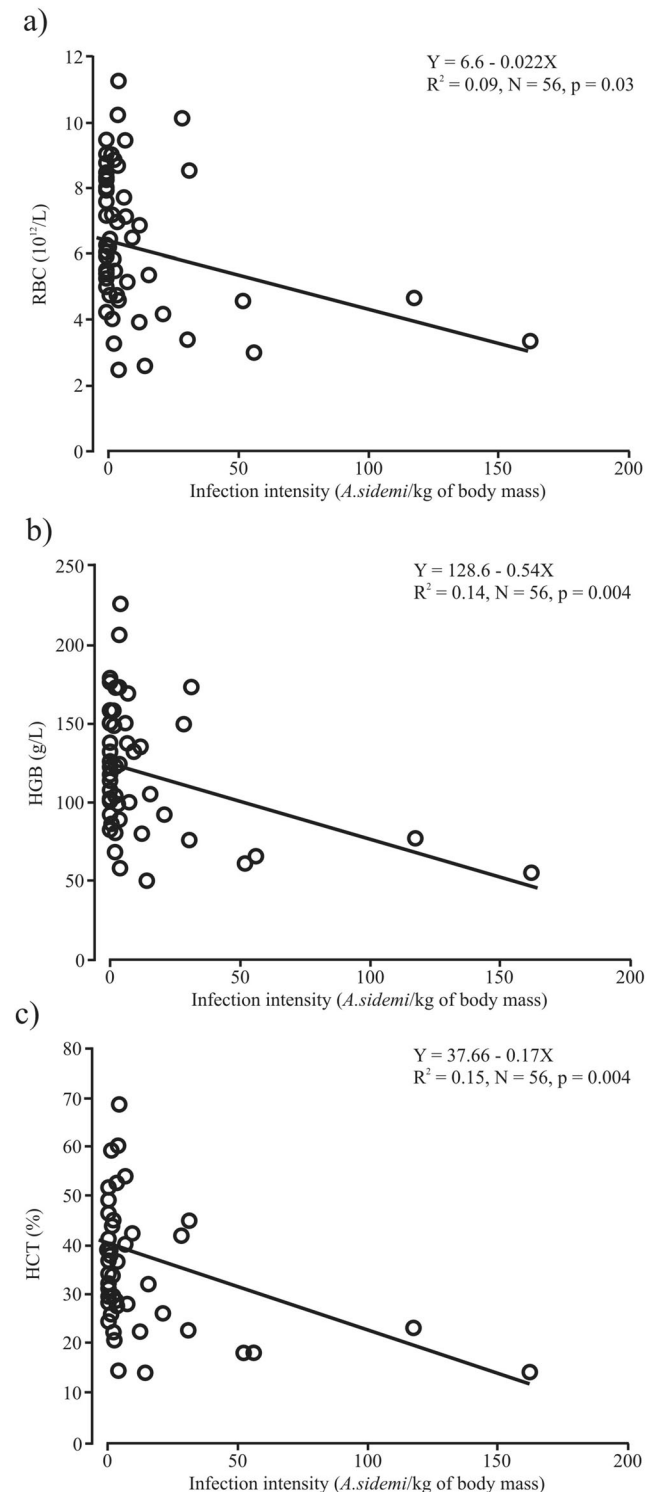 a)
Y = 6.6 - 0.022X
R² = 0.09, N = 56, p = 0.03
12
10
8
6
4
2
0
RBC (10¹²/L)
0 50 100 150 200
Infection intensity (A.sidemi/kg of body mass)
b)
Y = 128.6 - 0.54X
R² = 0.14, N = 56, p = 0.004
250
200
150
100
50
0
HGB (g/L)
0 50 100 150 200
Infection intensity (A.sidemi/kg of body mass)
c)
Y = 37.66 - 0.17X
R² = 0.15, N = 56, p = 0.004
80
70
60
50
40
30
20
10
0
HCT (%)
0 50 100 150 200
Infection intensity (A.sidemi/kg of body mass)